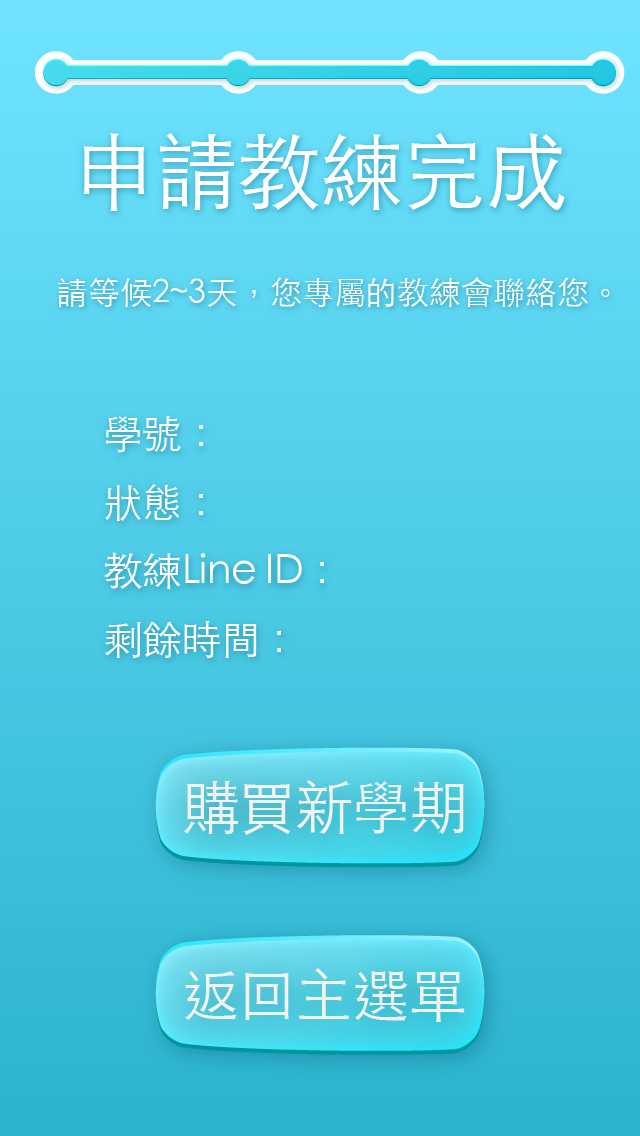 申請教練完成
請等候2~3天，您專屬的教練會聯絡您。
學號：
狀態：
教練Line ID：
剩餘時間：
購買新學期
返回主選單